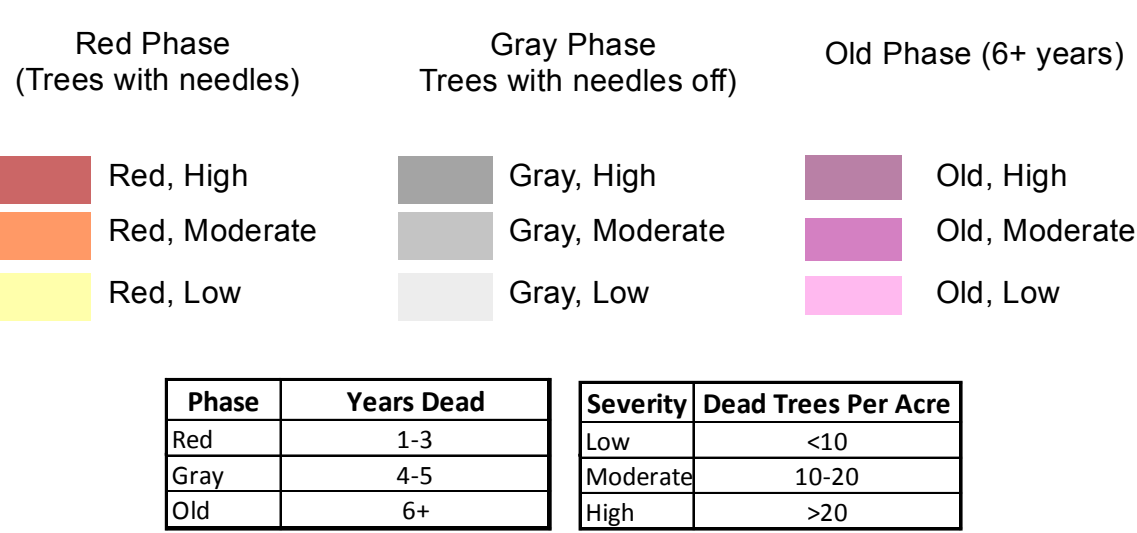 Red Phase
(Trees with needles)
Gray Phase
Trees with needles off)
Old Phase (6+ years)
Red, High
Gray, High
Old, High
Red, Moderate
Gray, Moderate
Old, Moderate
Red, Low
Gray, Low
Old, Low
Phase Years Dead
Red 1-3
Gray 4-5
Old 6+
Severity Dead Trees Per Acre
Low <10
Moderate 10-20
High >20